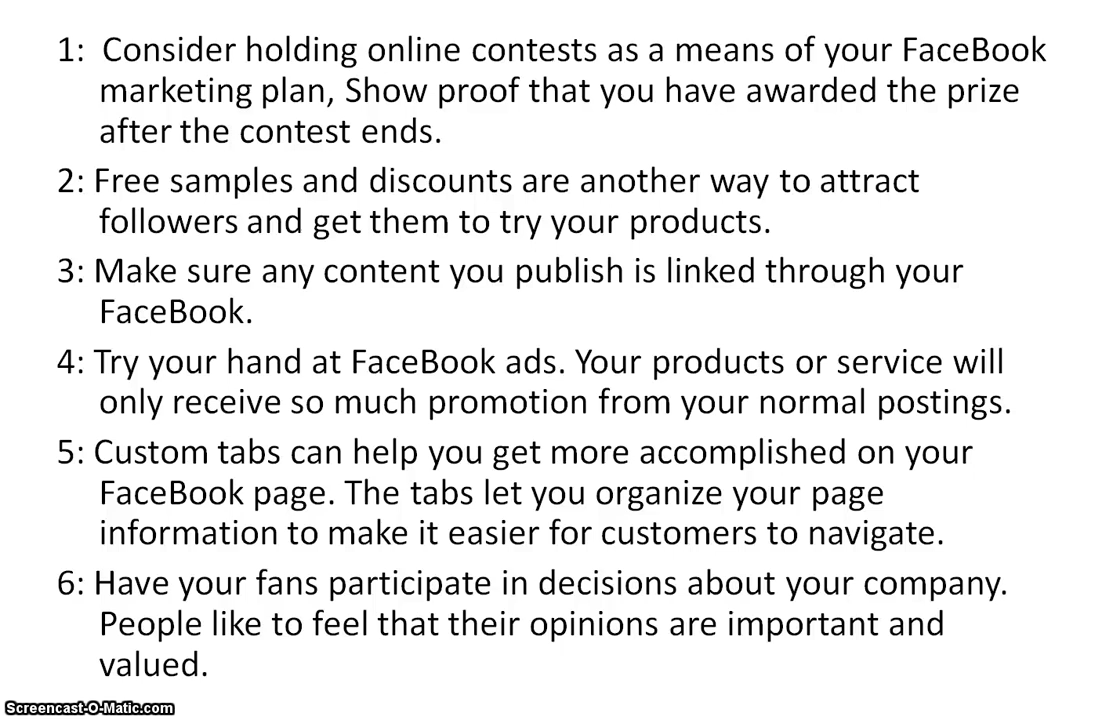 1: Consider holding online contests as a means of your FaceBook
marketing plan, Show proof that you have awarded the prize
after the contest ends.
2: Free samples and discounts are another way to attract
followers and get them to try your products.
3: Make sure any content you publish is linked through your
FaceBook.
4: Try your hand at FaceBook ads. Your products or service will
only receive so much promotion from your normal postings.
5: Custom tabs can help you get more accomplished on your
FaceBook page. The tabs let you organize your page
information to make it easier for customers to navigate.
6: Have your fans participate in decisions about your company.
People like to feel that their opinions are important and
valued.
Screencast-O-Matic.com